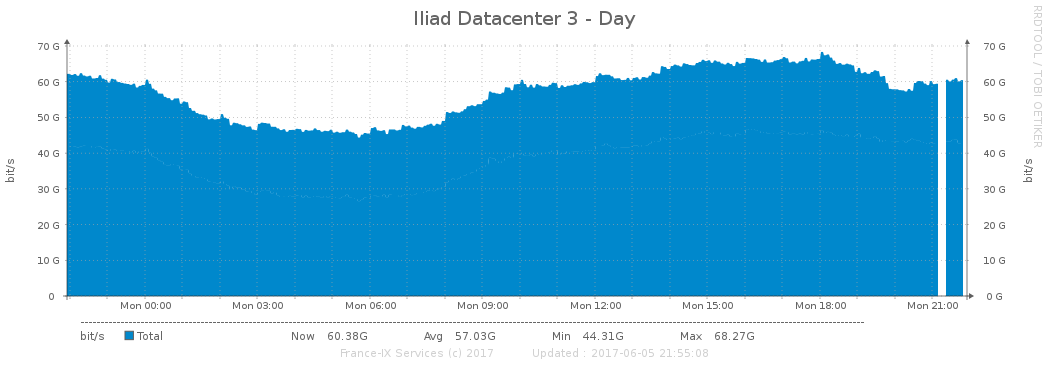 Iliad Datacenter 3 - Day
RRDTOOL / TOBI OETIKER
bit/s
70 G 70 G
60 G 60 G
50 G 50 G
40 G 40 G
30 G 30 G
20 G 20 G
10 G 10 G
0 0 G
bit/s
Mon 00:00 Mon 03:00 Mon 06:00 Mon 09:00 Mon 12:00 Mon 15:00 Mon 18:00 Mon 21:00
bit/s Total Now 60.38G Avg 57.03G Min 44.31G Max 68.27G
France-IX Services (c) 2017 Updated : 2017-06-05 21:55:08